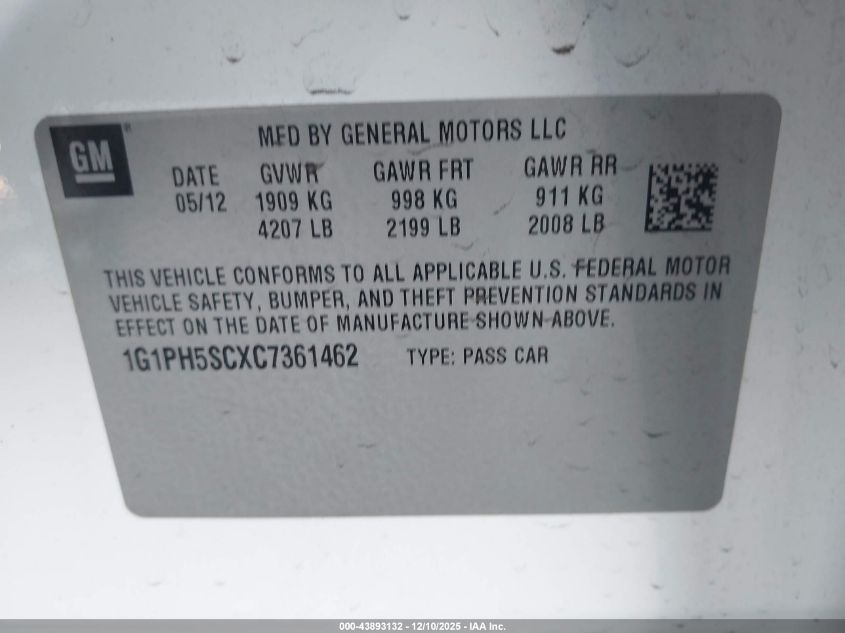 GM
MFD BY GENERAL MOTORS LLC
DATE GVWR GAWR FRT GAWR RR
05/12 1909 KG 998 KG 911 KG
4207 LB 2199 LB 2008 LB
THIS VEHICLE CONFORMS TO ALL APPLICABLE U.S. FEDERAL MOTOR
VEHICLE SAFETY, BUMPER, AND THEFT PREVENTION STANDARDS IN
EFFECT ON THE DATE OF MANUFACTURE SHOWN ABOVE.
1G1PH5SCXC7361462 TYPE: PASS CAR
000-43893132 - 12/10/2025 - IAA Inc.